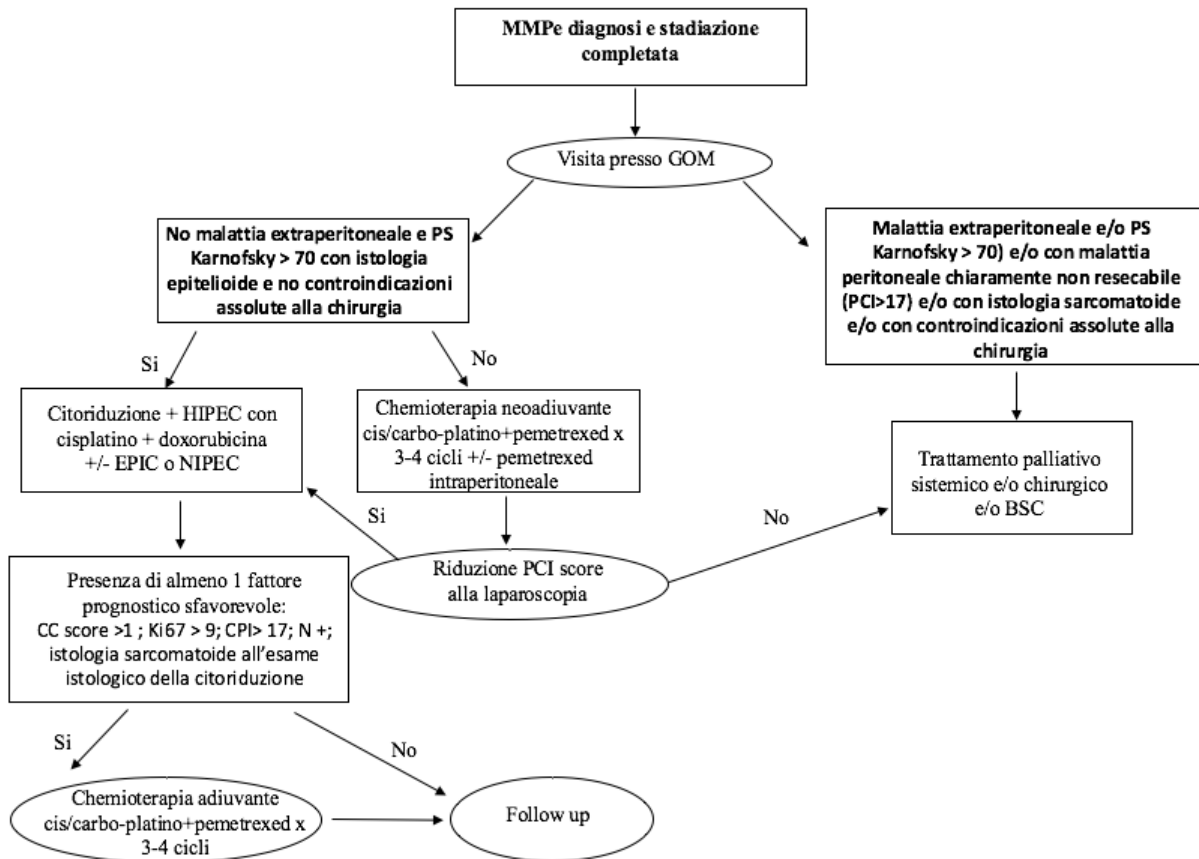 MMPe diagnosi e stadiazione
completata
Visita presso GOM
No malattia extraperitoneale e PS
Karnofsky > 70 con istologia
epitelioide e no controindicazioni
assolute alla chirurgia
Malattia extraperitoneale e/o PS
Karnofsky > 70) e/o con malattia
peritoneale chiaramente non resecabile
(PCI>17) e/o con istologia sarcomatoide
e/o con controindicazioni assolute alla
chirurgia
Si
No
Citoriduzione + HIPEC con
cisplatino + doxorubicina
+/- EPIC o NIPEC
Chemioterapia neoadiuvante
cis/carbo-platino+pemetrexed x
3-4 cicli +/- pemetrexed
intraperitoneale
Trattamento palliativo
sistemico e/o chirurgico
e/o BSC
Si
No
Riduzione PCI score
alla laparoscopia
Presenza di almeno 1 fattore
prognostico sfavorevole:
CC score >1 ; Ki67 > 9; CPI> 17; N +;
istologia sarcomatoide all'esame
istologico della citoriduzione
Si
No
Chemioterapia adiuvante
cis/carbo-platino+pemetrexed x
3-4 cicli
Follow up